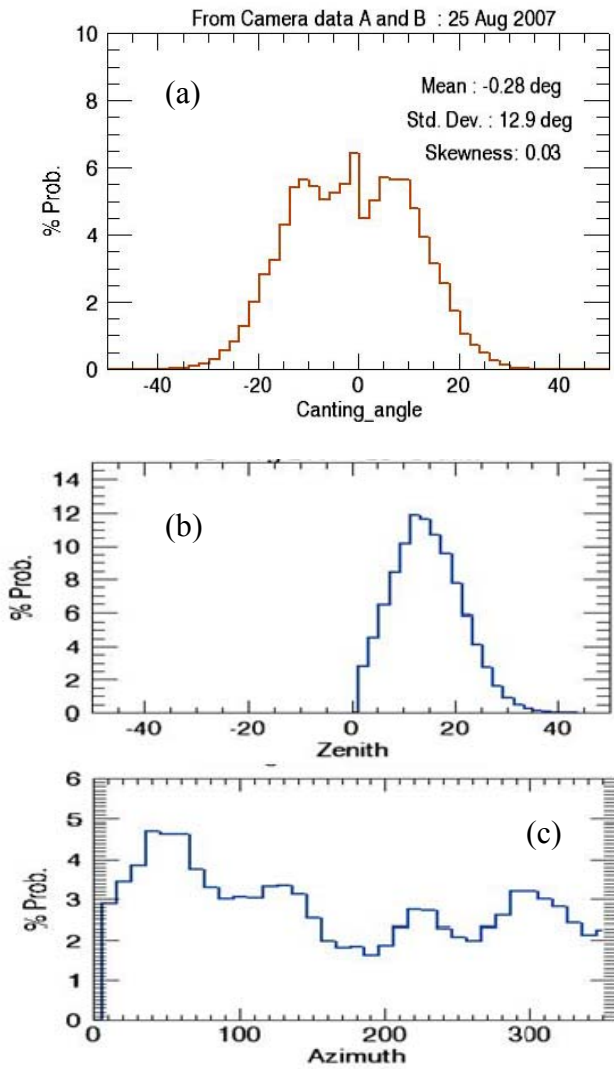 From Camera data A and B : 25 Aug 2007
10
(a)
Mean : -0.28 deg
8
Std. Dev. : 12.9 deg
Skewness: 0.03
6
% Prob.
4
2
0
-40 -20 0 20 40
Canting_angle
14
12
(b)
10
% Prob.
8
6
4
2
0
-40 -20 0 20 40
Zenith
6
5
(c)
4
% Prob.
3
2
1
0
0 100 200 300
Azimuth